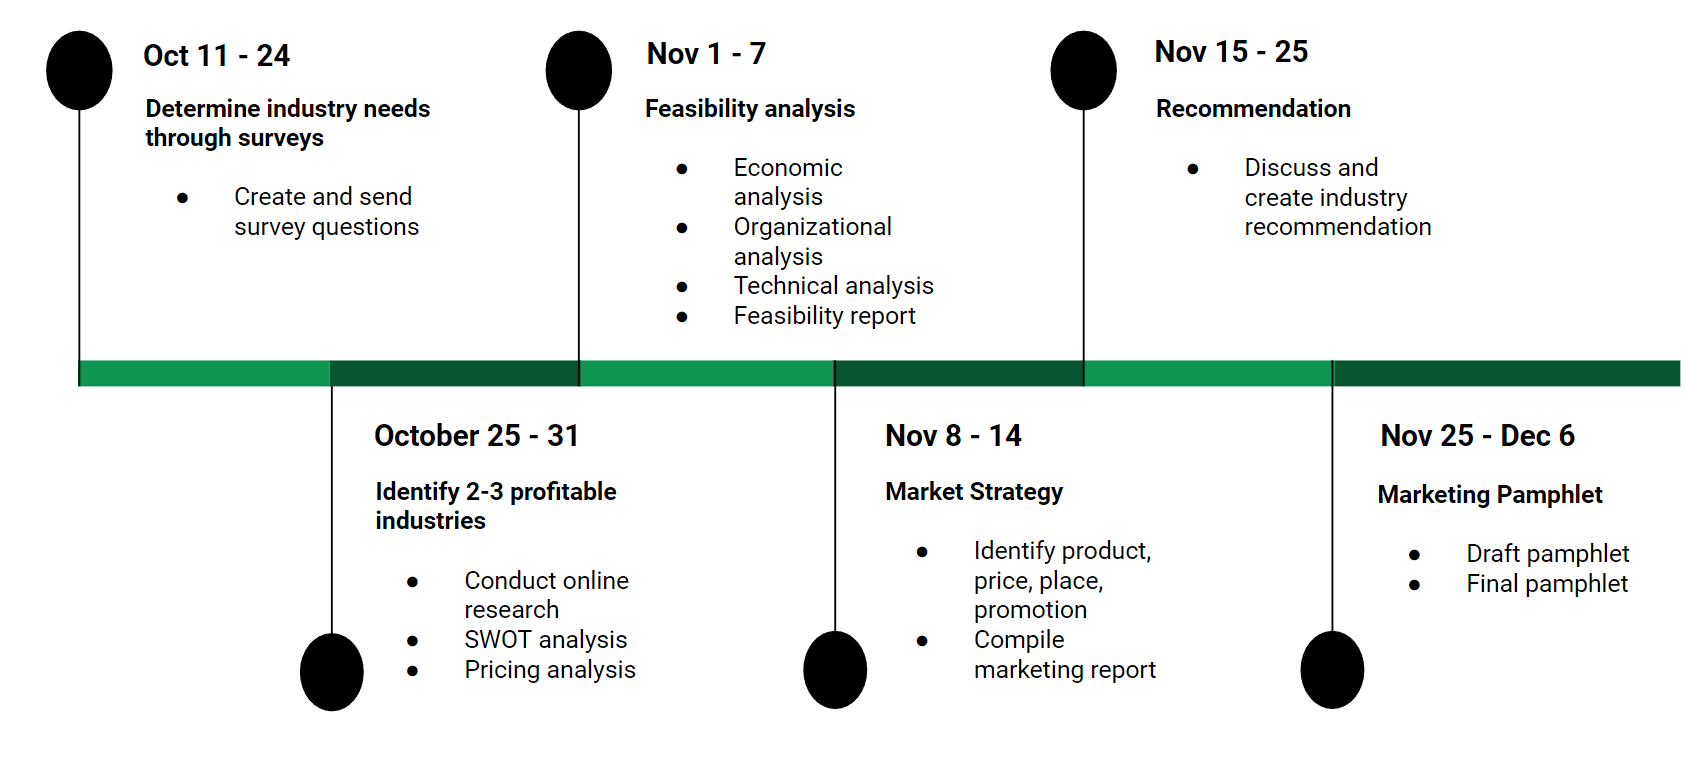 Oct 11 - 24
Determine industry needs
through surveys
● Create and send
survey questions
Nov 1 - 7
Feasibility analysis
● Economic
analysis
● Organizational
analysis
● Technical analysis
● Feasibility report
Nov 15 - 25
Recommendation
● Discuss and
create industry
recommendation
October 25 - 31
Identify 2-3 profitable
industries
● Conduct online
research
● SWOT analysis
● Pricing analysis
Nov 8 - 14
Market Strategy
● Identify product,
price, place,
promotion
● Compile
marketing report
Nov 25 - Dec 6
Marketing Pamphlet
● Draft pamphlet
● Final pamphlet